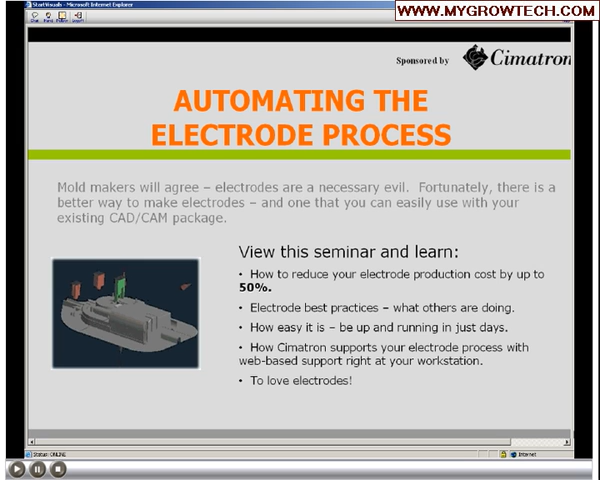 StartVisuals - Microsoft Internet Explorer
WWW.MYGROWTECH.COM
Chat Hand
Sponsored by Cimatron
AUTOMATING THE
ELECTRODE PROCESS
Mold makers will agree – electrodes are a necessary evil. Fortunately, there is a
better way to make electrodes – and one that you can easily use with your
existing CAD/CAM package.
View this seminar and learn:
• How to reduce your electrode production cost by up to
50%.
• Electrode best practices – what others are doing.
• How easy it is – be up and running in just days.
• How Cimatron supports your electrode process with
web-based support right at your workstation.
• To love electrodes!
Status: ONLINE
Internet